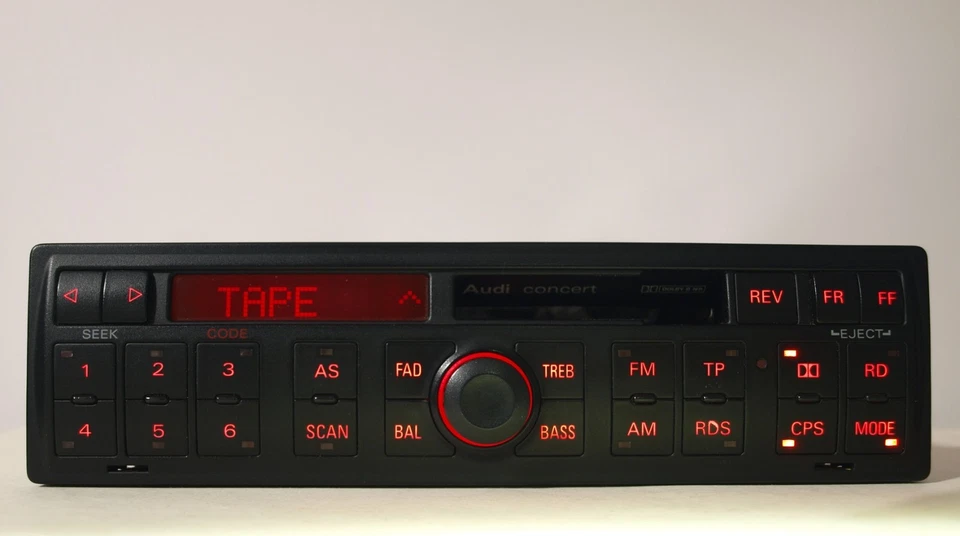 TAPE
Audi concert
REV FR FF
SEEK CODE EJECT
1 2 3 AS FAD TREB FM TP RD
4 5 6 SCAN BAL BASS AM RDS CPS MODE